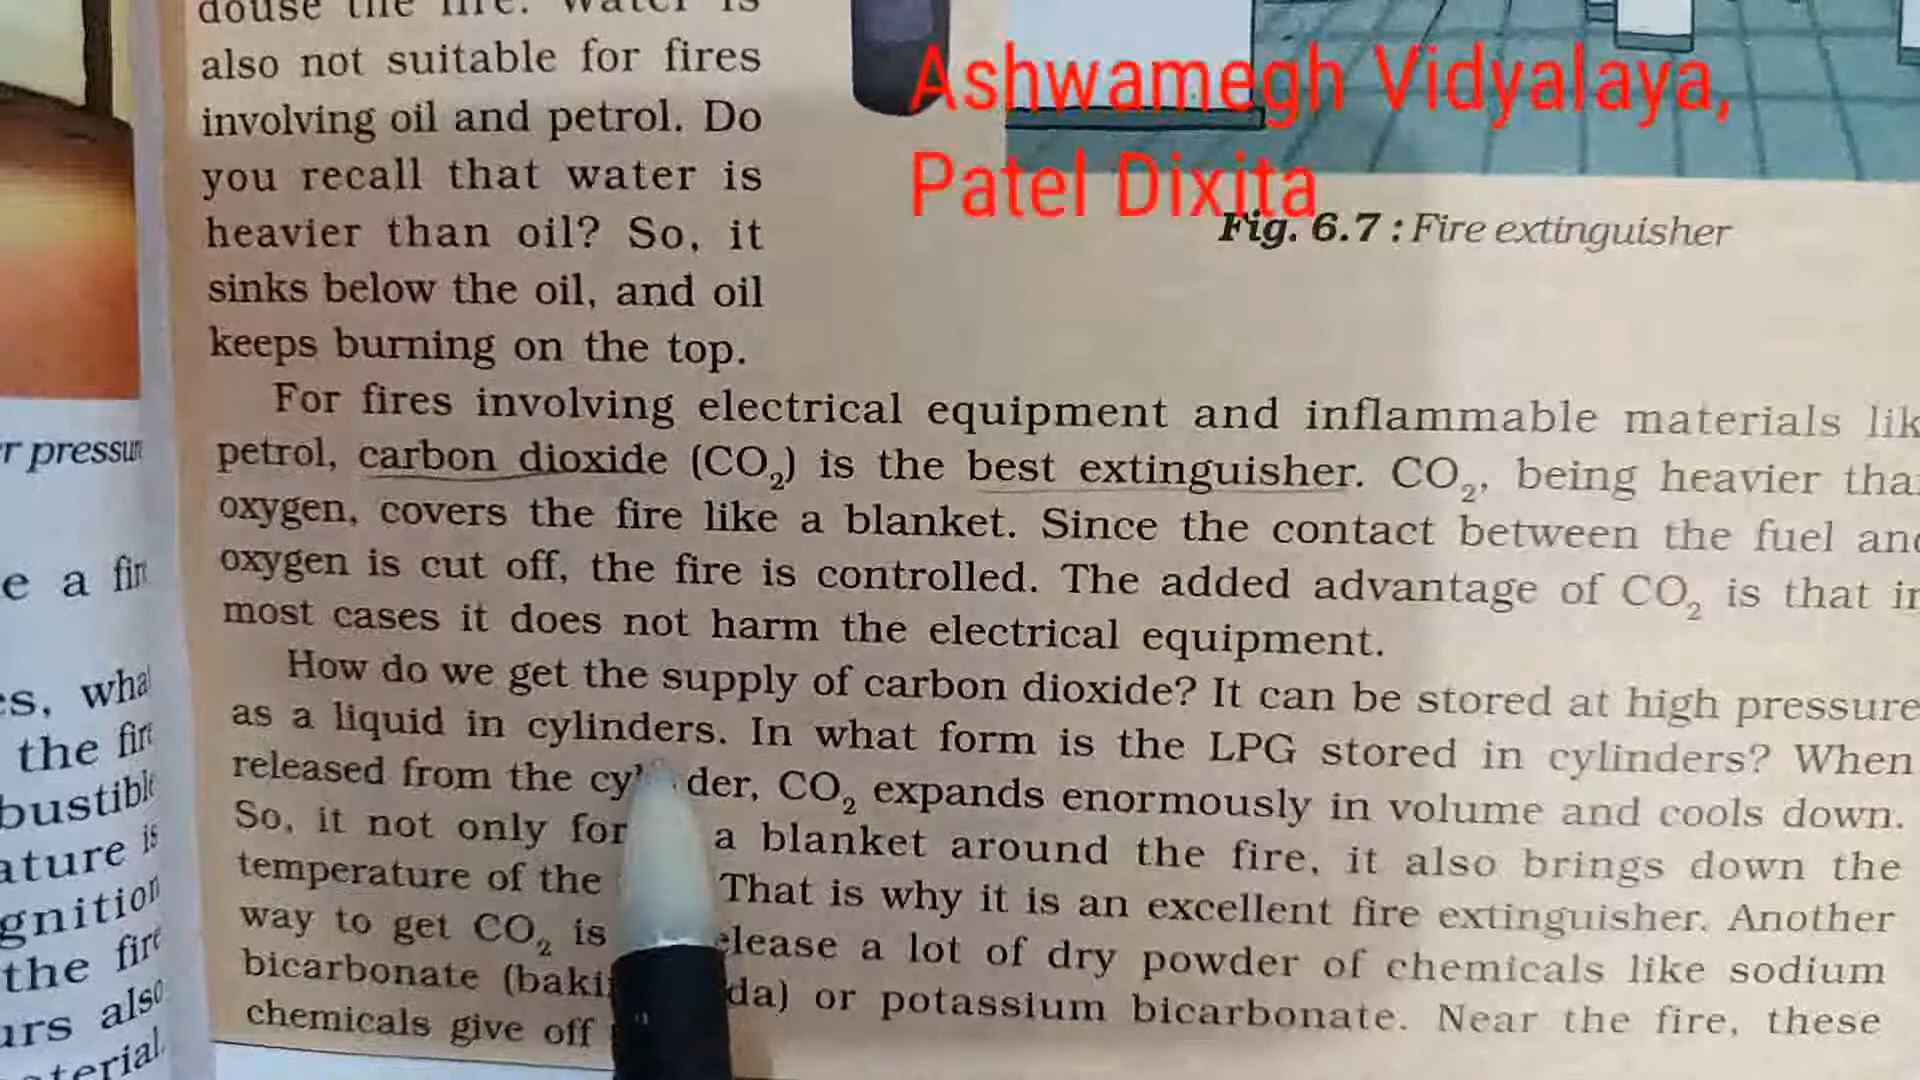 douse the fire. Water is
also not suitable for fires
involving oil and petrol. Do
you recall that water is
heavier than oil? So, it
sinks below the oil, and oil
keeps burning on the top.
Ashwamegh Vidyalaya,
Patel Dixita
Fig. 6.7 : Fire extinguisher
For fires involving electrical equipment and inflammable materials lik
petrol, carbon dioxide (CO₂) is the best extinguisher. CO₂, being heavier tha
oxygen, covers the fire like a blanket. Since the contact between the fuel and
oxygen is cut off, the fire is controlled. The added advantage of CO₂ is that in
most cases it does not harm the electrical equipment.
How do we get the supply of carbon dioxide? It can be stored at high pressure
as a liquid in cylinders. In what form is the LPG stored in cylinders? When
released from the cy der, CO₂ expands enormously in volume and cools down.
So, it not only for a blanket around the fire, it also brings down the
temperature of the That is why it is an excellent fire extinguisher. Another
way to get CO₂ is elease a lot of dry powder of chemicals like sodium
bicarbonate (baki da) or potassium bicarbonate. Near the fire, these
chemicals give off
r pressur
e a fir
es, what
the fire
bustible
ature is
gnition
the fire
urs also
aterial.